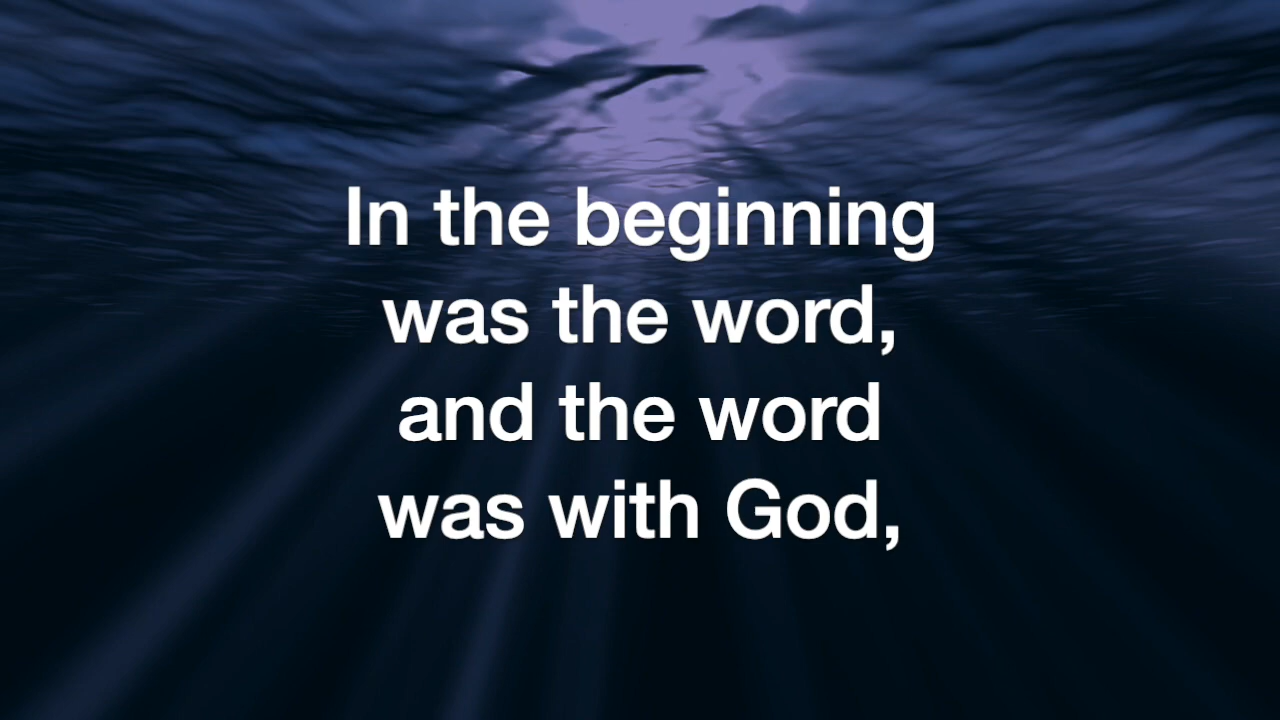 In the beginning
was the word,
and the word
was with God,